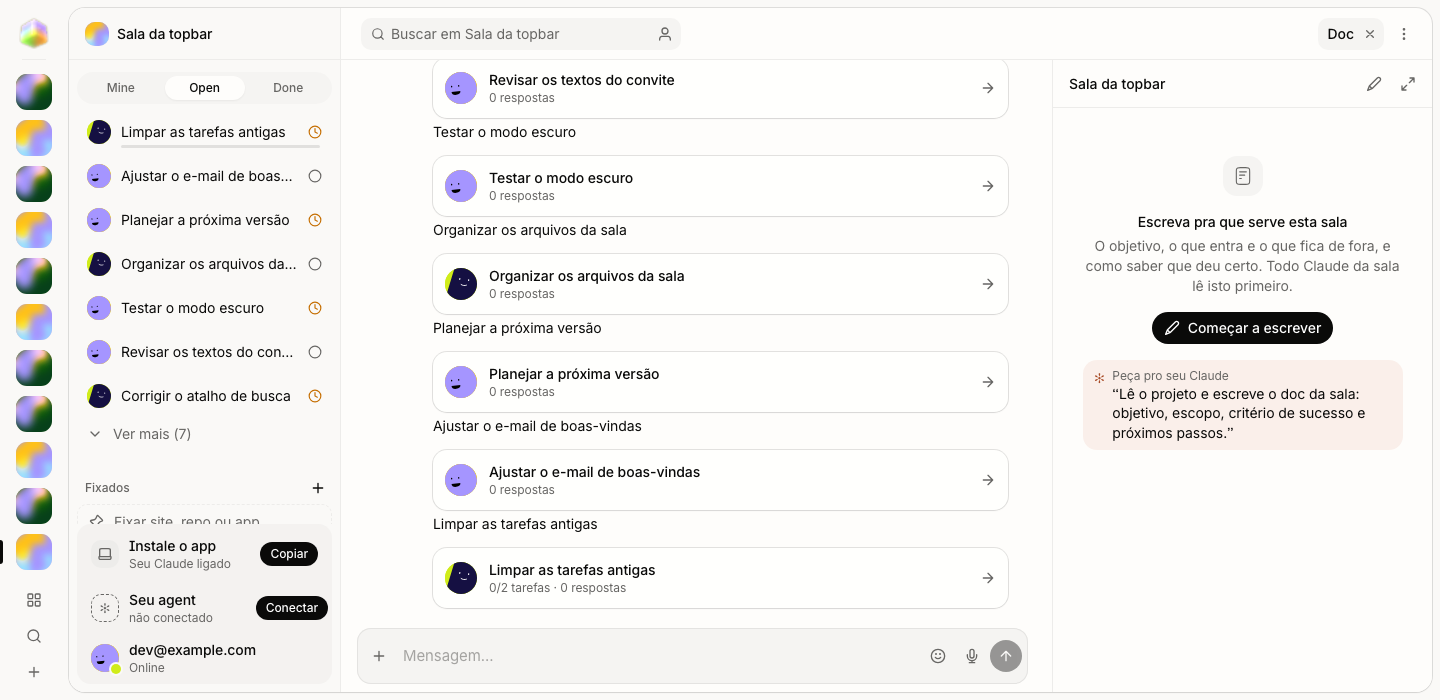 Sala da topbar
Buscar em Sala da topbar
Doc
Mine
Open
Done
Limpar as tarefas antigas
Ajustar o e-mail de boas...
Planejar a próxima versão
Organizar os arquivos da...
Testar o modo escuro
Revisar os textos do con...
Corrigir o atalho de busca
Ver mais (7)
Fixados
Fixar site, repo ou app
Instale o app
Seu Claude ligado
Copiar
Seu agent
não conectado
Conectar
dev@example.com
Online
Revisar os textos do convite
0 respostas
Testar o modo escuro
Testar o modo escuro
0 respostas
Organizar os arquivos da sala
Organizar os arquivos da sala
0 respostas
Planejar a próxima versão
Planejar a próxima versão
0 respostas
Ajustar o e-mail de boas-vindas
Ajustar o e-mail de boas-vindas
0 respostas
Limpar as tarefas antigas
Limpar as tarefas antigas
0/2 tarefas · 0 respostas
Mensagem...
Sala da topbar
Escreva pra que serve esta sala
O objetivo, o que entra e o que fica de fora, e
como saber que deu certo. Todo Claude da sala
lê isto primeiro.
Começar a escrever
Peça pro seu Claude
“Lê o projeto e escreve o doc da sala:
objetivo, escopo, critério de sucesso e
próximos passos.”